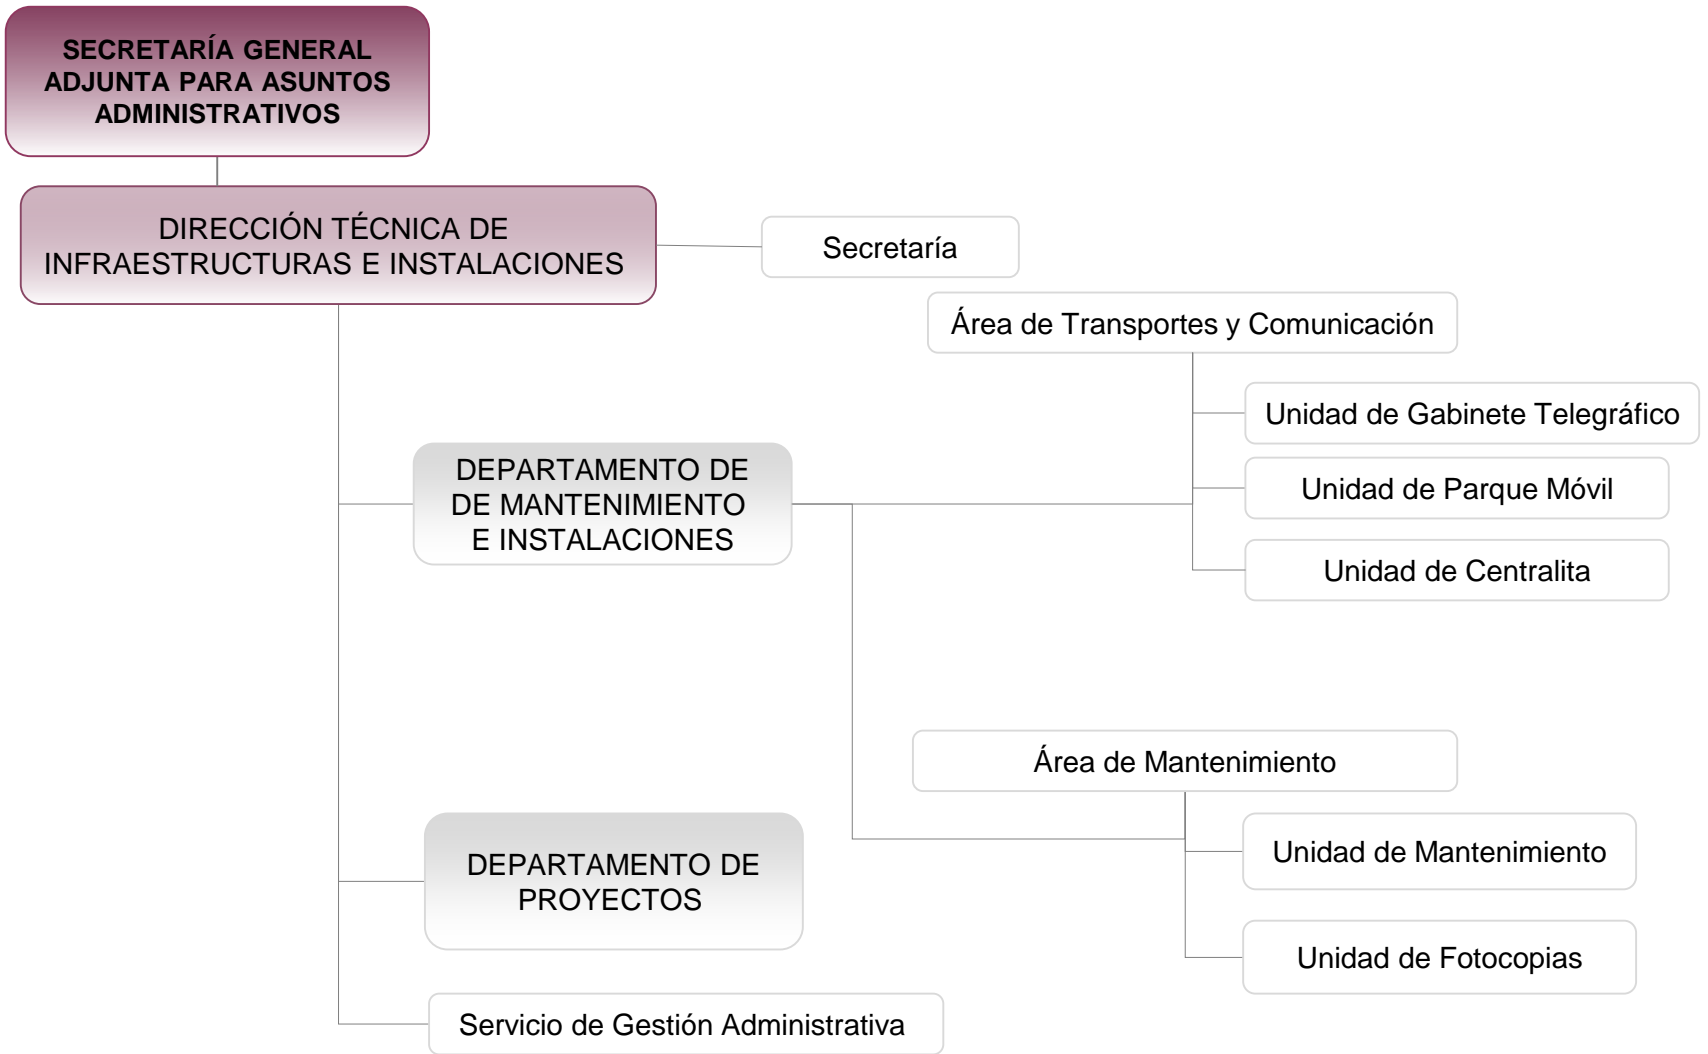 SECRETARÍA GENERAL
ADJUNTA PARA ASUNTOS
ADMINISTRATIVOS
DIRECCIÓN TÉCNICA DE
INFRAESTRUCTURAS E INSTALACIONES
Secretaría
Área de Transportes y Comunicación
Unidad de Gabinete Telegráfico
DEPARTAMENTO DE
DE MANTENIMIENTO
E INSTALACIONES
Unidad de Parque Móvil
Unidad de Centralita
Área de Mantenimiento
Unidad de Mantenimiento
DEPARTAMENTO DE
PROYECTOS
Unidad de Fotocopias
Servicio de Gestión Administrativa